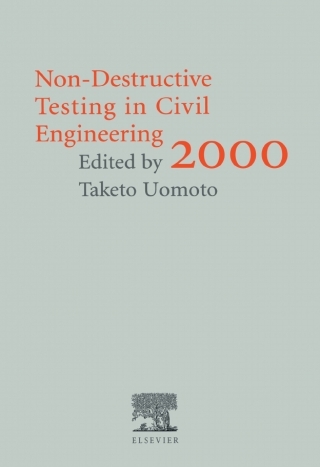 Non-Destructive
Testing in Civil
Engineering
2000
Edited by
Taketo Uomoto
ELSEVIER